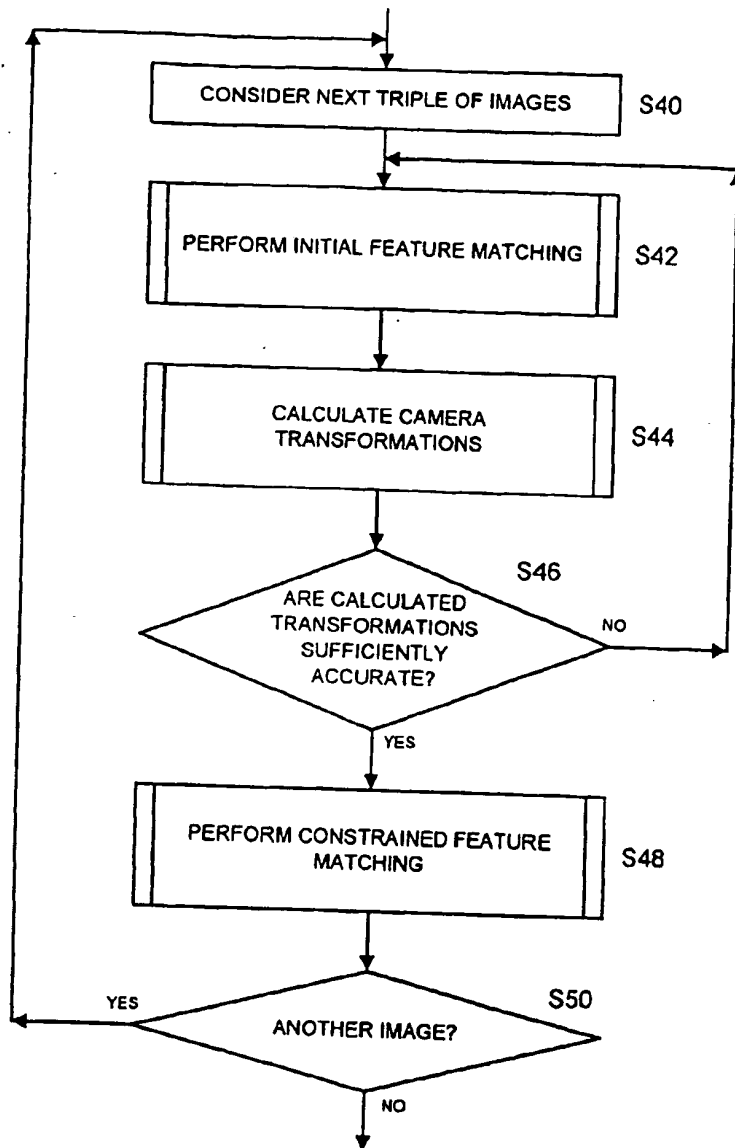 CONSIDER NEXT TRIPLE OF IMAGES
S40
PERFORM INITIAL FEATURE MATCHING
S42
CALCULATE CAMERA
TRANSFORMATIONS
S44
S46
ARE CALCULATED
TRANSFORMATIONS
SUFFICIENTLY
ACCURATE?
NO
YES
PERFORM CONSTRAINED FEATURE
MATCHING
S48
YES
S50
ANOTHER IMAGE?
NO